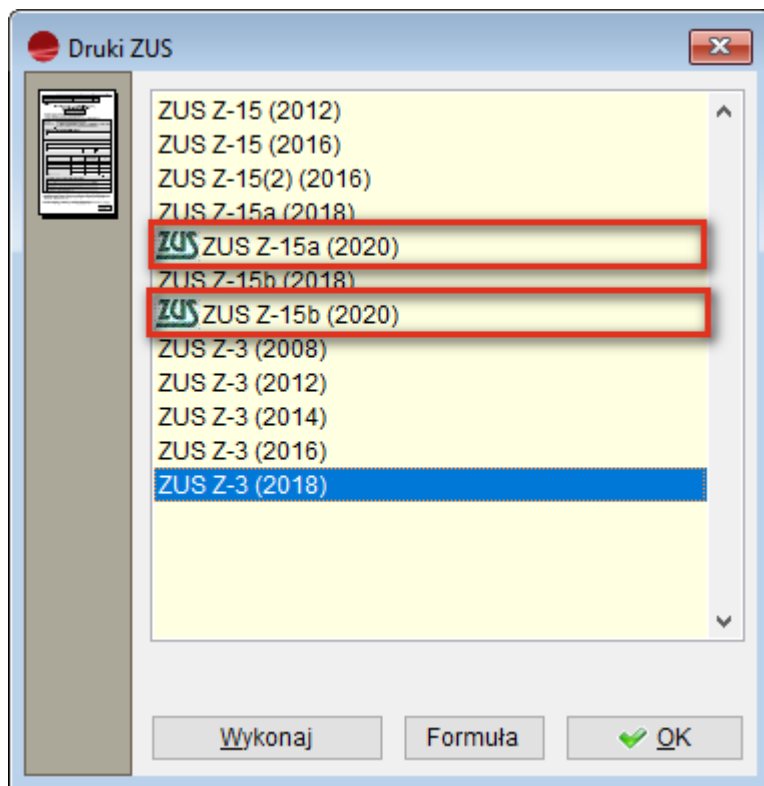 Druki ZUS
ZUS Z-15 (2012)
ZUS Z-15 (2016)
ZUS Z-15(2) (2016)
ZUS Z-15a (2018)
ZUS ZUS Z-15a (2020)
ZUS Z-15b (2018)
ZUS ZUS Z-15b (2020)
ZUS Z-3 (2008)
ZUS Z-3 (2012)
ZUS Z-3 (2014)
ZUS Z-3 (2016)
ZUS Z-3 (2018)
Wykonaj Formuła OK